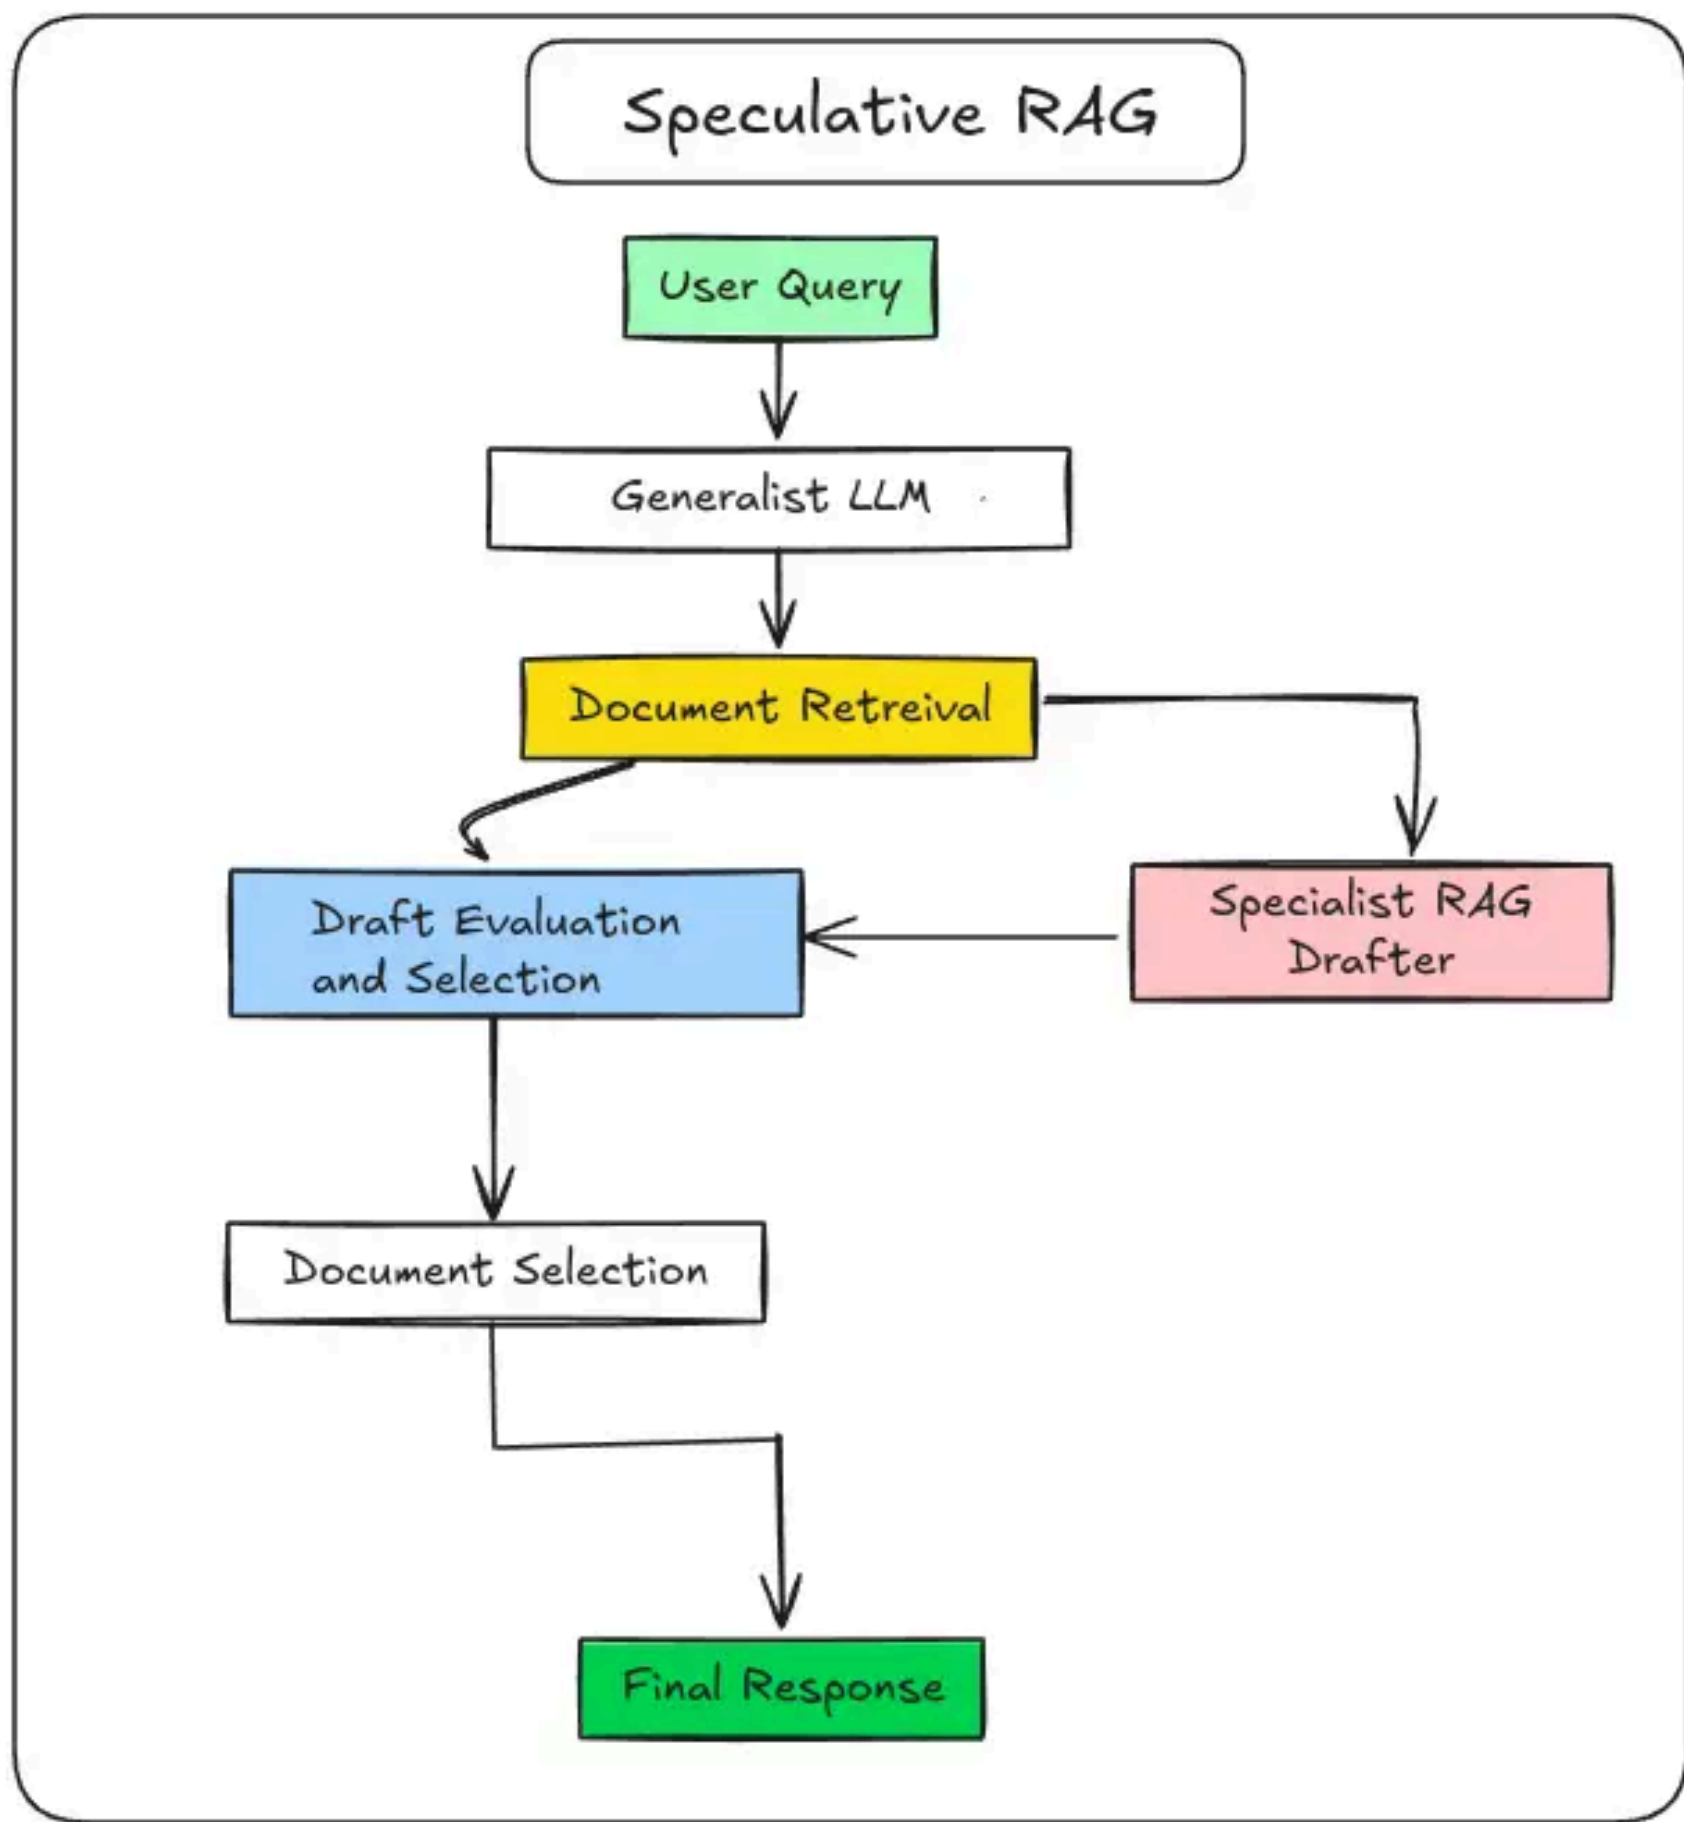 Speculative RAG
User Query
Generalist LLM
Document Retreival
Draft Evaluation
and Selection
Specialist RAG
Drafter
Document Selection
Final Response